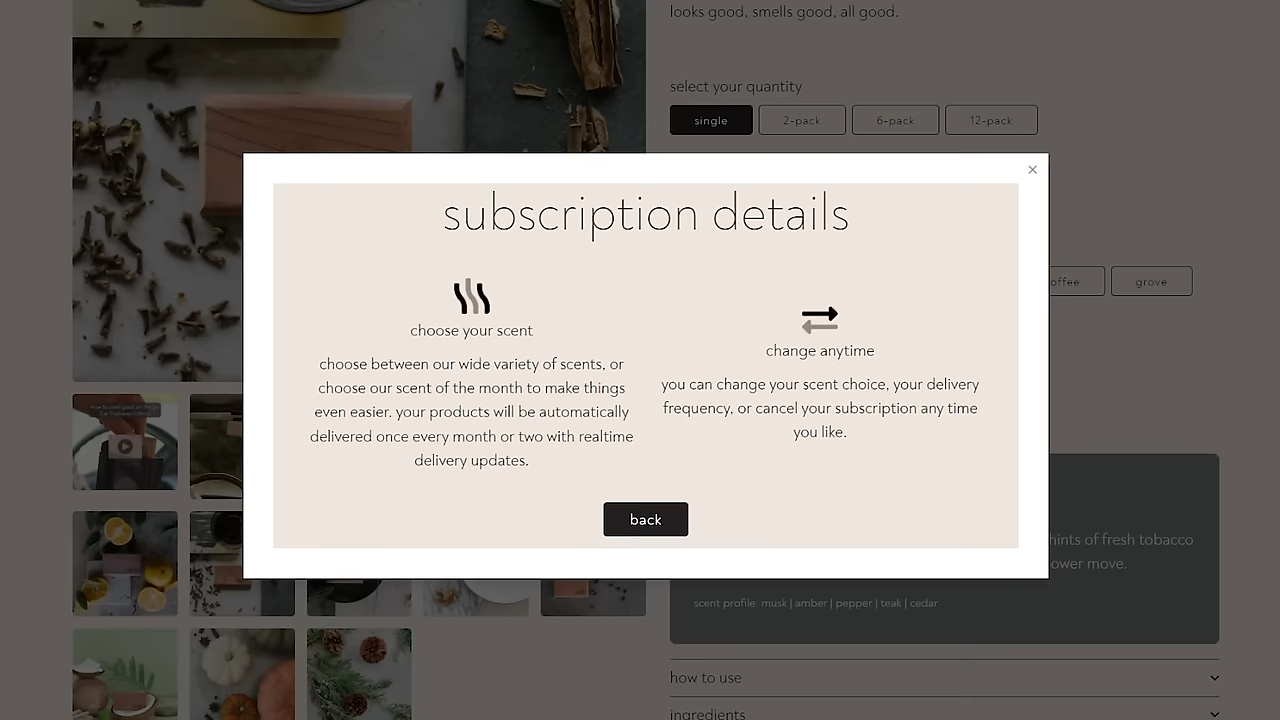 looks good, smells good, all good.
select your quantity
single
2-pack
6-pack
12-pack
×
subscription details
choose your scent
choose between our wide variety of scents, or
choose our scent of the month to make things
even easier. your products will be automatically
delivered once every month or two with realtime
delivery updates.
change anytime
you can change your scent choice, your delivery
frequency, or cancel your subscription any time
you like.
back
offee
grove
hints of fresh tobacco
ower move.
scent profile: musk | amber | pepper | teak | cedar
how to use
ingredients